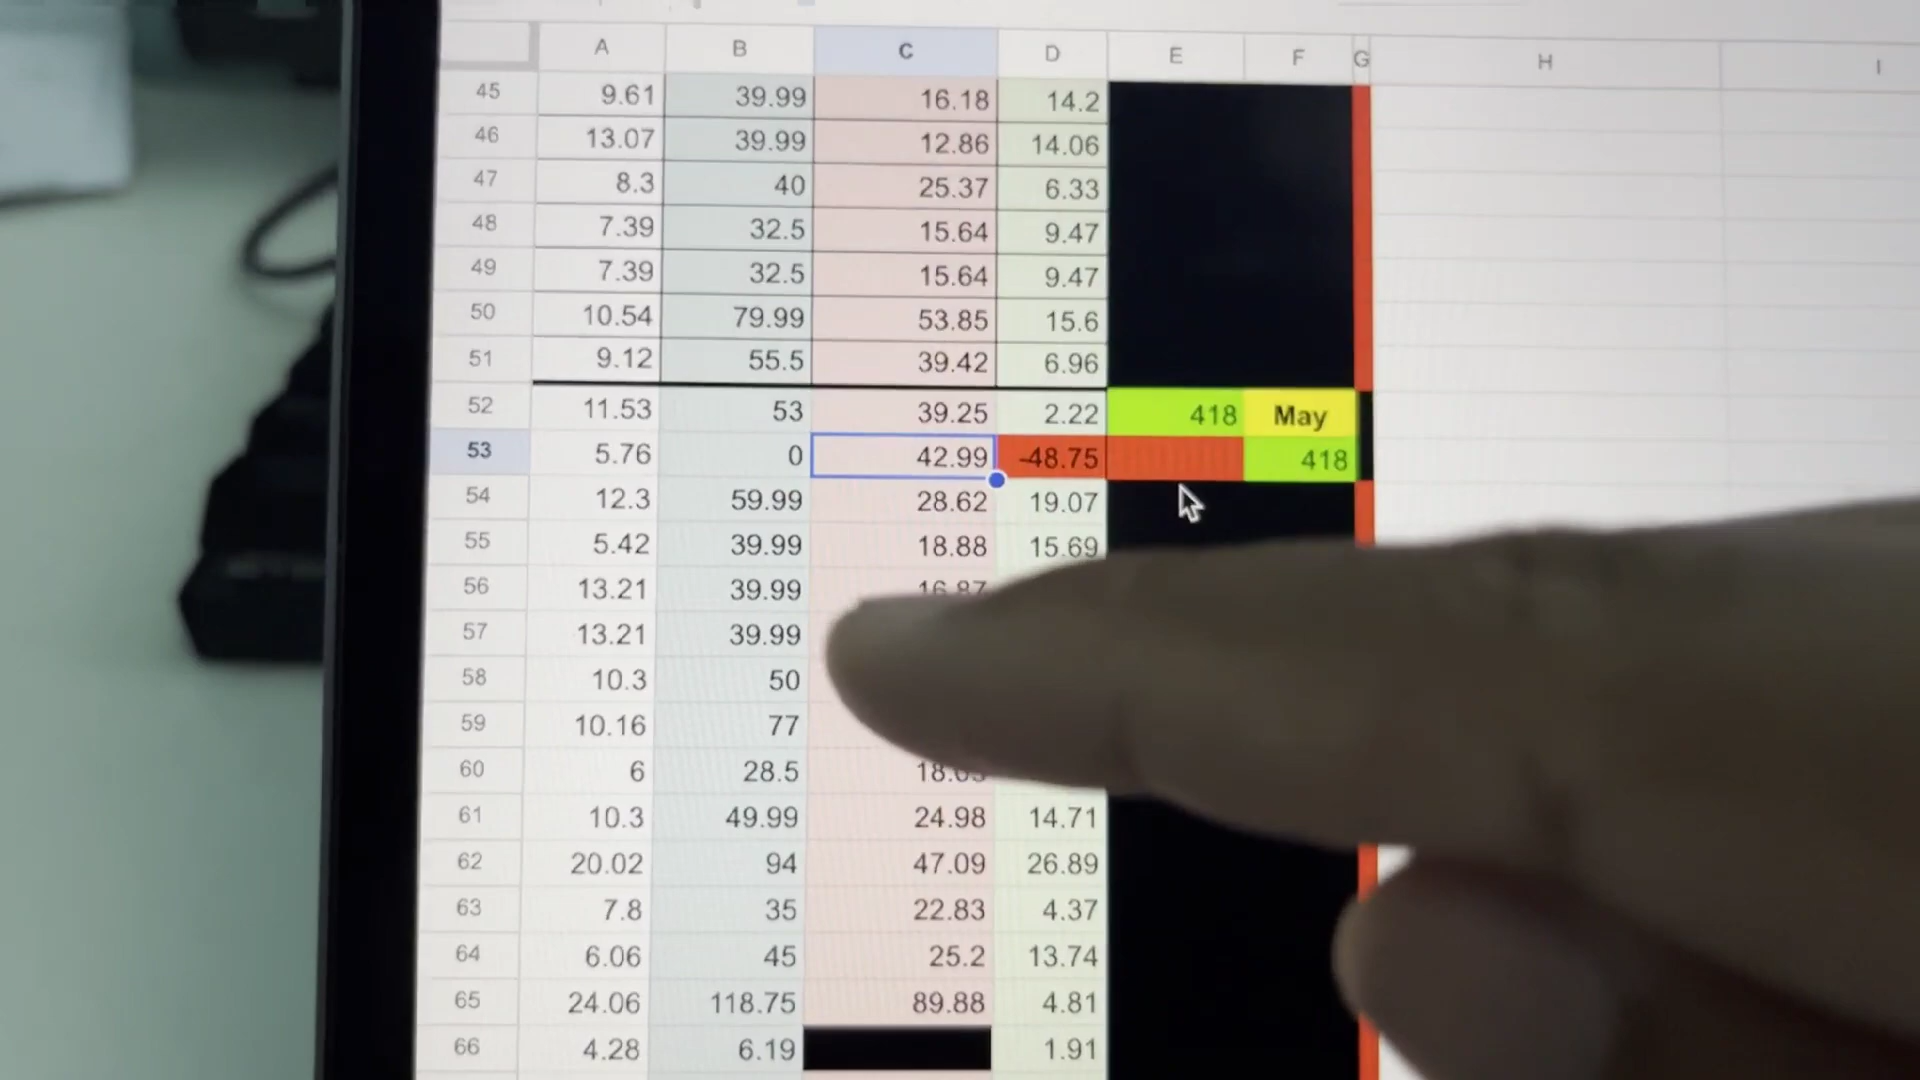 A B C D E F G H I
45 9.61 39.99 16.18 14.2
46 13.07 39.99 12.86 14.06
47 8.3 40 25.37 6.33
48 7.39 32.5 15.64 9.47
49 7.39 32.5 15.64 9.47
50 10.54 79.99 53.85 15.6
51 9.12 55.5 39.42 6.96
52 11.53 53 39.25 2.22 418 May
53 5.76 0 42.99 -48.75 418
54 12.3 59.99 28.62 19.07
55 5.42 39.99 18.88 15.69
56 13.21 39.99 16.87
57 13.21 39.99
58 10.3 50
59 10.16 77
60 6 28.5
61 10.3 49.99 24.98 14.71
62 20.02 94 47.09 26.89
63 7.8 35 22.83 4.37
64 6.06 45 25.2 13.74
65 24.06 118.75 89.88 4.81
66 4.28 6.19 1.91